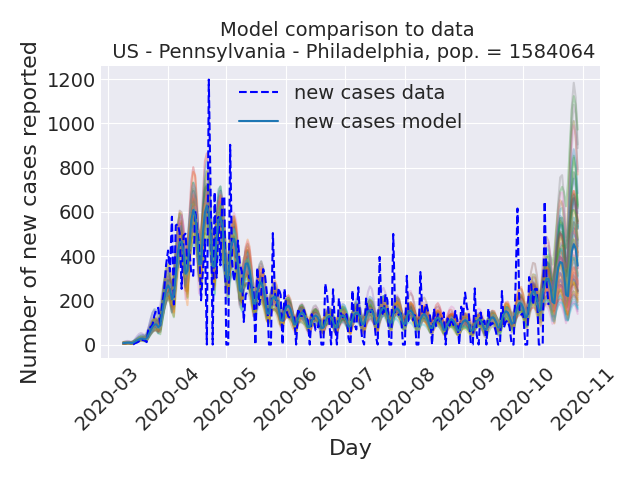 Model comparison to data
US - Pennsylvania - Philadelphia, pop. = 1584064
Number of new cases reported
1200
1000
800
600
400
200
0
new cases data
new cases model
2020-03
2020-04
2020-05
2020-06
2020-07
2020-08
2020-09
2020-10
2020-11
Day